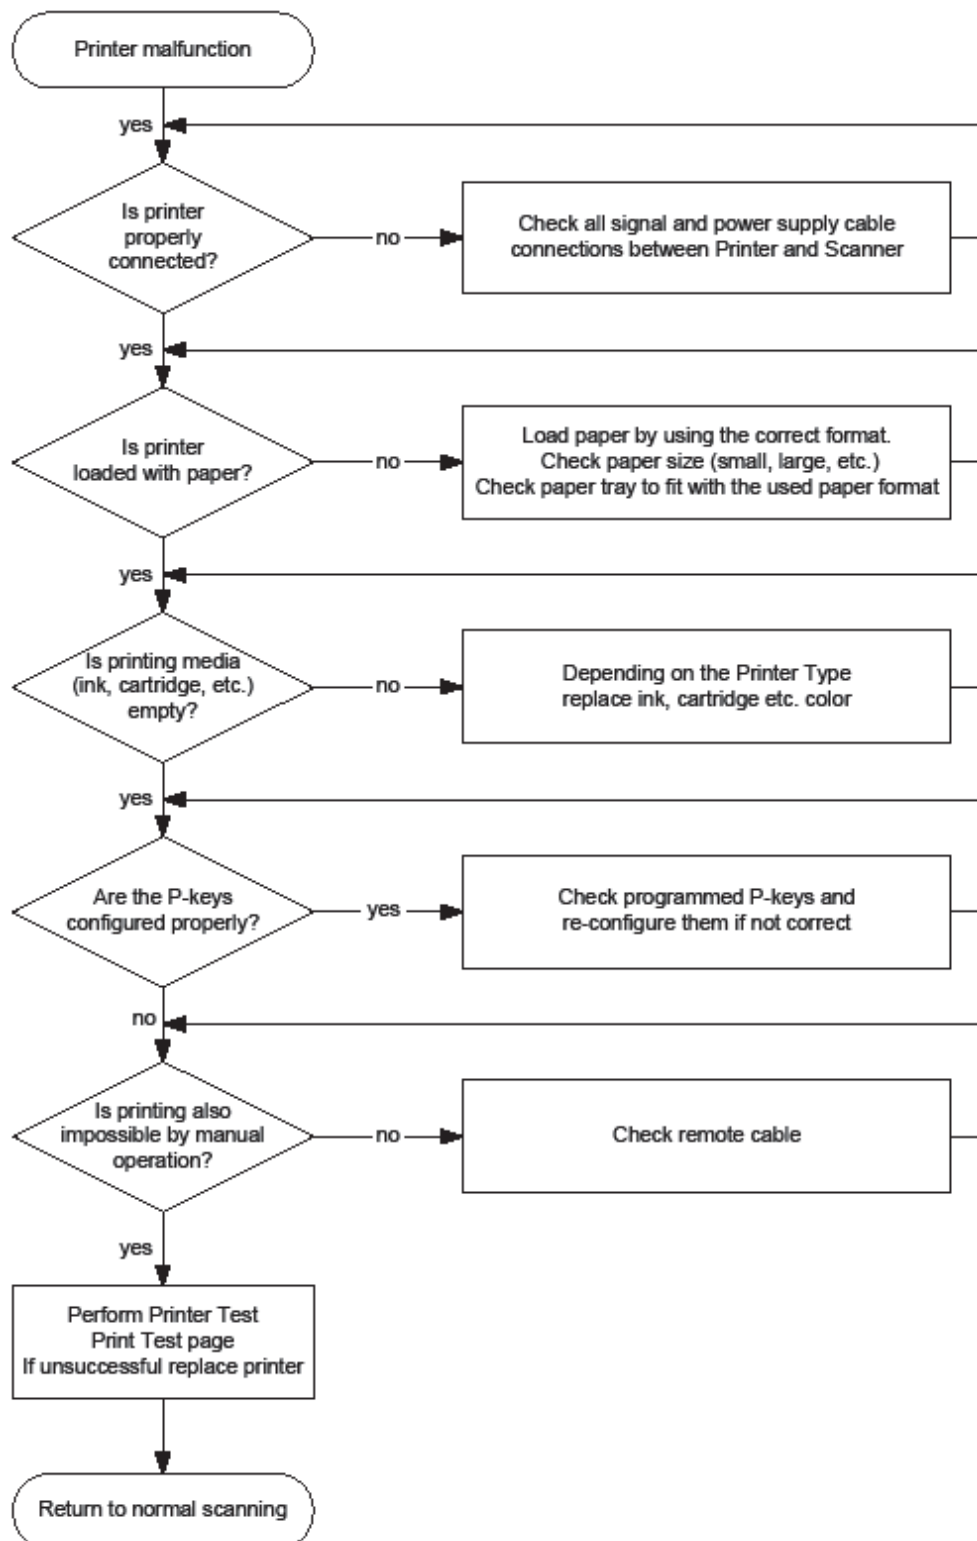 Printer malfunction
yes
Is printer
properly
connected?
no
Check all signal and power supply cable
connections between Printer and Scanner
yes
Is printer
loaded with paper?
no
Load paper by using the correct format.
Check paper size (small, large, etc.)
Check paper tray to fit with the used paper format
yes
Is printing media
(ink, cartridge, etc.)
empty?
no
Depending on the Printer Type
replace ink, cartridge etc. color
yes
Are the P-keys
configured properly?
yes
Check programmed P-keys and
re-configure them if not correct
no
Is printing also
impossible by manual
operation?
no
Check remote cable
yes
Perform Printer Test
Print Test page
If unsuccessful replace printer
Return to normal scanning